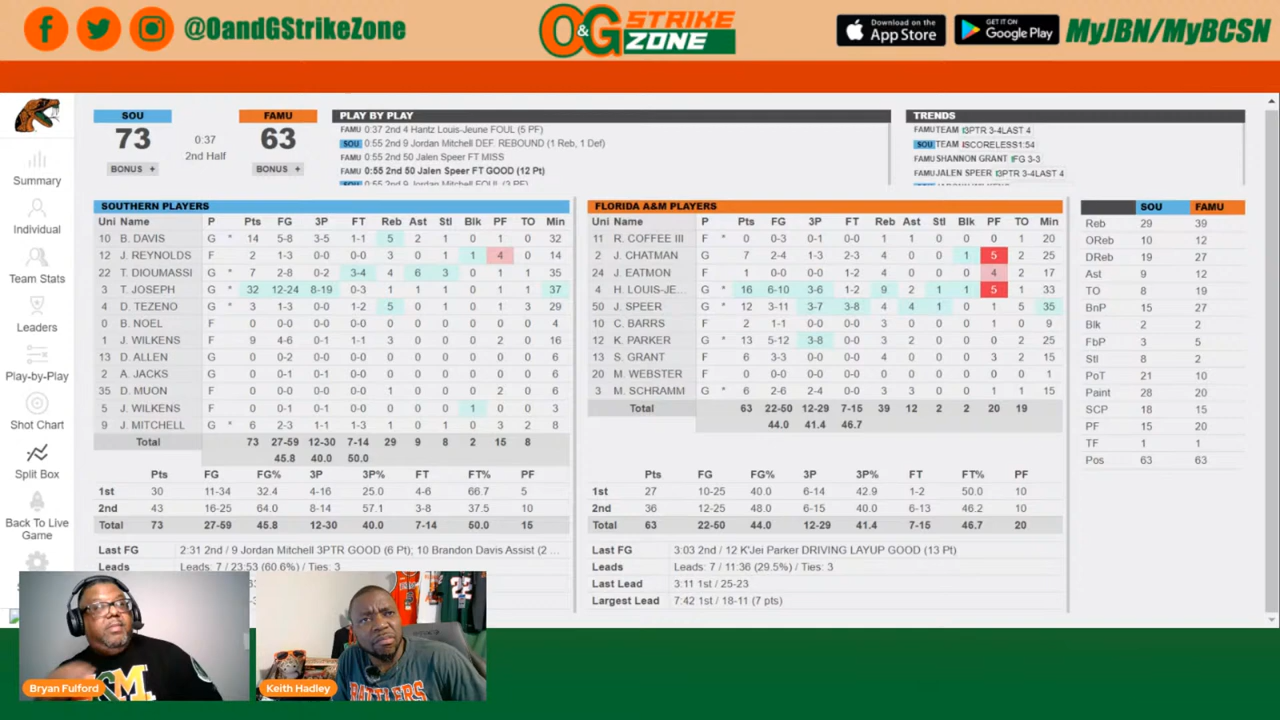 @OandGStrikeZone
O&G STRIKE ZONE
Download on the App Store
GET IT ON Google Play
MyJBN/MyBCSN
SOU
73
BONUS +
0:37
2nd Half
FAMU
63
BONUS +
PLAY BY PLAY
FAMU 0:37 2nd 4 Hantz Louis-Jeune FOUL (5 PF)
SOU 0:55 2nd 9 Jordan Mitchell DEF. REBOUND (1 Reb, 1 Def)
FAMU 0:55 2nd 50 Jalen Speer FT MISS
FAMU 0:55 2nd 50 Jalen Speer FT GOOD (12 Pt)
SOU 0:55 2nd 9 Jordan Mitchell FOUL (3 PF)
TRENDS
FAMU TEAM 3PTR 3-4 LAST 4
SOU TEAM SCORELESS 1:54
FAMU SHANNON GRANT FG 3-3
FAMU JALEN SPEER 3PTR 3-4 LAST 4
Summary
Individual
Team Stats
Leaders
Play-by-Play
Shot Chart
Split Box
Back To Live Game
SOUTHERN PLAYERS
Uni Name P Pts FG 3P FT Reb Ast Stl Blk PF TO Min
10 B. DAVIS G * 14 5-8 3-5 1-1 5 2 1 0 1 0 32
12 J. REYNOLDS F 2 1-3 0-0 0-0 3 0 1 1 4 0 14
22 T. DIOUMASSI G * 7 2-8 0-2 3-4 4 6 3 0 1 1 35
3 T. JOSEPH G * 32 12-24 8-19 0-3 1 0 1 0 1 1 37
4 D. TEZENO G * 3 1-3 0-0 1-2 5 0 1 0 1 3 29
0 B. NOEL F 0 0-0 0-0 0-0 0 0 0 0 0 0 4
1 J. WILKENS F 9 4-6 0-1 1-1 3 0 0 0 2 0 16
13 D. ALLEN G 0 0-2 0-0 0-0 0 0 0 0 0 0 6
2 A. JACKS G 0 0-1 0-1 0-0 0 0 0 0 0 0 6
35 D. MUON F 0 0-0 0-0 0-0 1 0 0 0 2 0 6
5 J. WILKENS F 0 0-1 0-1 0-0 0 0 0 1 0 0 3
9 J. MITCHELL G * 6 2-3 1-1 1-3 1 0 0 0 3 2 8
Total 73 27-59 12-30 7-14 29 9 8 2 15 8
45.8 40.0 50.0
Pts FG FG% 3P 3P% FT FT% PF
1st 30 11-34 32.4 4-16 25.0 4-6 66.7 5
2nd 43 16-25 64.0 8-14 57.1 3-8 37.5 10
Total 73 27-59 45.8 12-30 40.0 7-14 50.0 15
Last FG 2:31 2nd / 9 Jordan Mitchell 3PTR GOOD (6 Pt); 10 Brandon Davis Assist (2 ...
Leads Leads: 7 / 23:53 (60.6%) / Ties: 3
FLORIDA A&M PLAYERS
Uni Name P Pts FG 3P FT Reb Ast Stl Blk PF TO Min
11 R. COFFEE III F * 0 0-3 0-1 0-0 1 1 0 0 0 1 20
2 J. CHATMAN F 7 2-4 1-3 2-2 4 0 0 1 5 2 25
24 J. EATMON F 1 0-0 0-0 1-2 4 0 0 0 4 2 17
4 H. LOUIS-JE... G * 16 6-10 3-6 1-2 9 2 1 1 5 1 33
50 J. SPEER G * 12 3-11 3-7 3-8 4 4 1 0 1 5 35
10 C. BARRS F 2 1-1 0-0 0-0 3 0 0 0 1 0 9
12 K. PARKER G * 13 5-12 3-8 0-0 3 2 0 0 2 2 25
13 S. GRANT F 6 3-3 0-0 0-0 4 0 0 0 3 2 15
20 M. WEBSTER F 0 0-0 0-0 0-0 0 0 0 0 0 0 1
3 M. SCHRAMM G * 6 2-6 2-4 0-0 3 3 0 0 1 1 15
Total 63 22-50 12-29 7-15 39 12 2 2 20 19
44.0 41.4 46.7
Pts FG FG% 3P 3P% FT FT% PF
1st 27 10-25 40.0 6-14 42.9 1-2 50.0 10
2nd 36 12-25 48.0 6-15 40.0 6-13 46.2 10
Total 63 22-50 44.0 12-29 41.4 7-15 46.7 20
Last FG 3:03 2nd / 12 K'Jei Parker DRIVING LAYUP GOOD (13 Pt)
Leads Leads: 7 / 11:36 (29.5%) / Ties: 3
Last Lead 3:11 1st / 25-23
Largest Lead 7:42 1st / 18-11 (7 pts)
SOU FAMU
Reb 29 39
OReb 10 12
DReb 19 27
Ast 9 12
TO 8 19
BnP 15 27
Blk 2 2
FbP 3 5
Stl 8 2
PoT 21 10
Paint 28 20
SCP 18 15
PF 15 20
TF 1 1
Pos 63 63
Bryan Fulford
Keith Hadley
RATTLERS
22